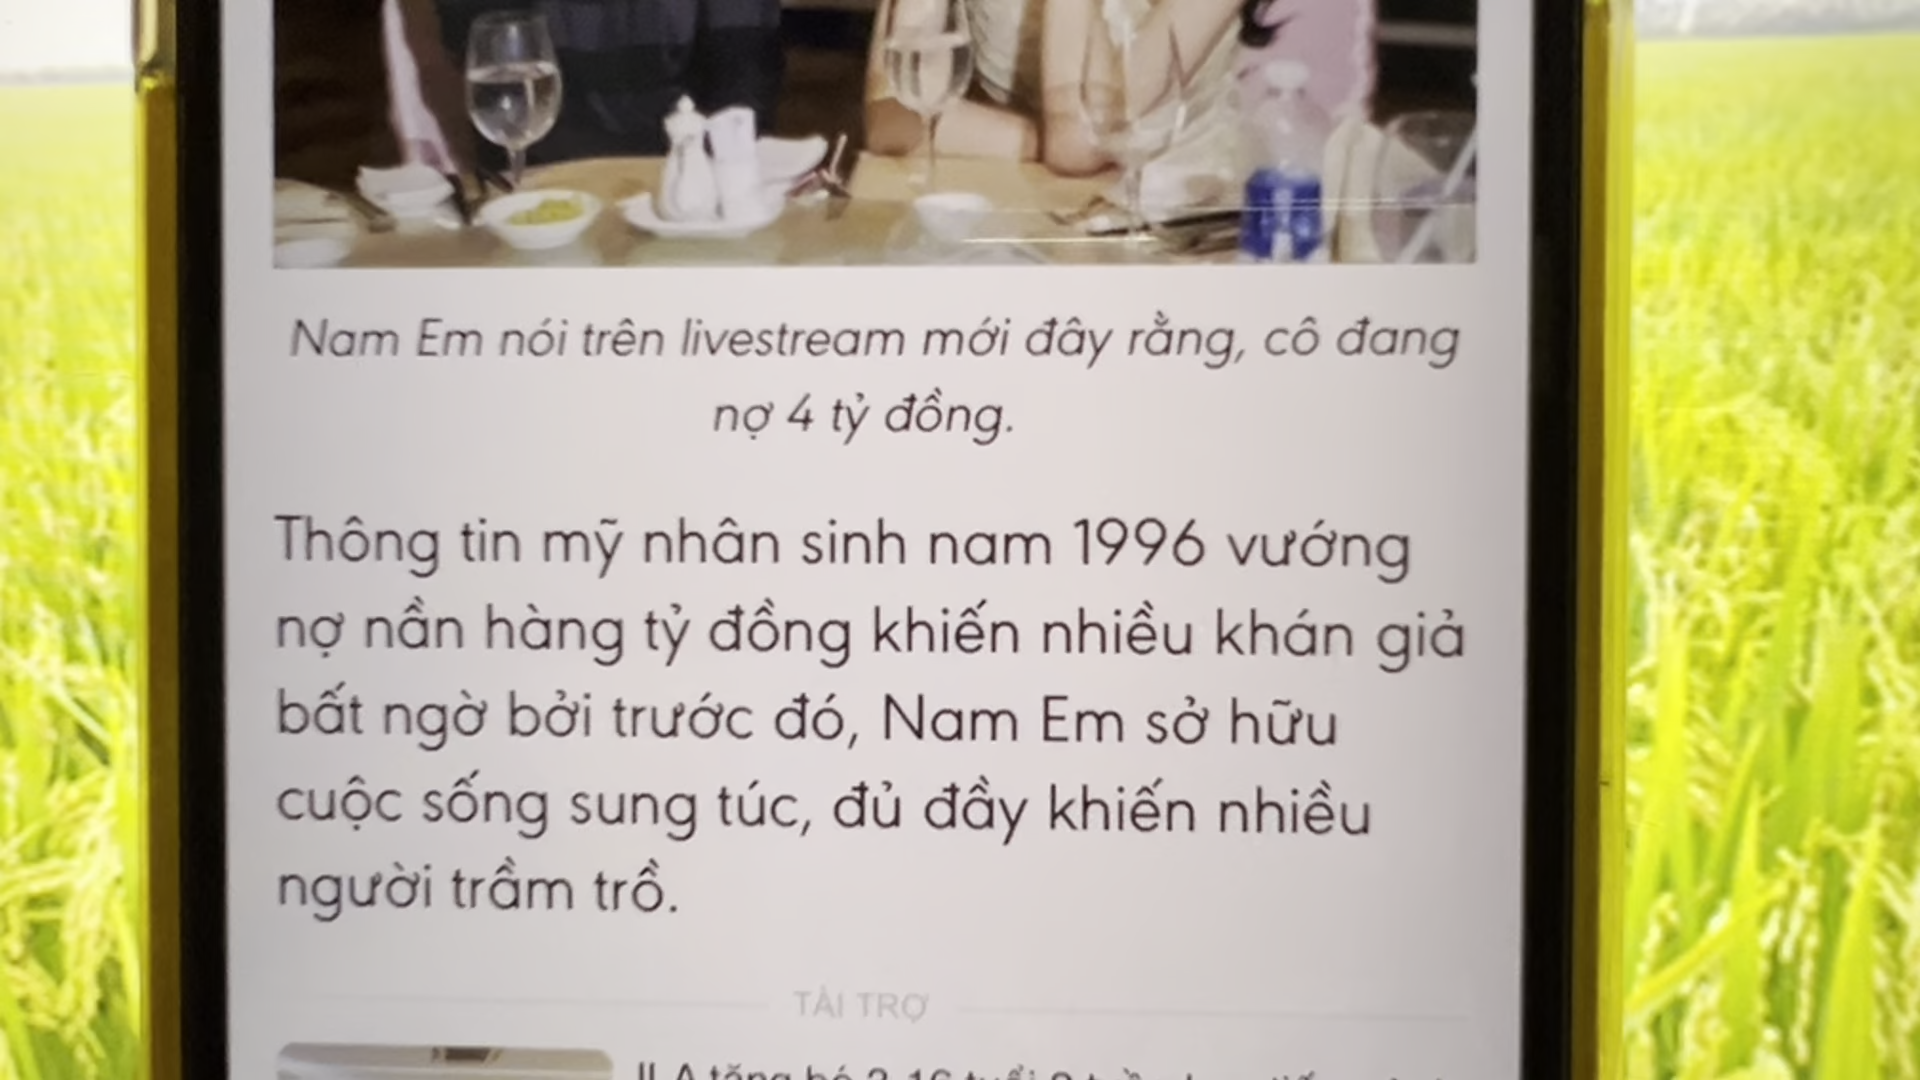 Nam Em nói trên livestream mới đây rằng, cô đang
nợ 4 tỷ đồng.
Thông tin mỹ nhân sinh nam 1996 vướng
nợ nần hàng tỷ đồng khiến nhiều khán giả
bất ngờ bởi trước đó, Nam Em sở hữu
cuộc sống sung túc, đủ đầy khiến nhiều
người trầm trồ.
TÀI TRỢ